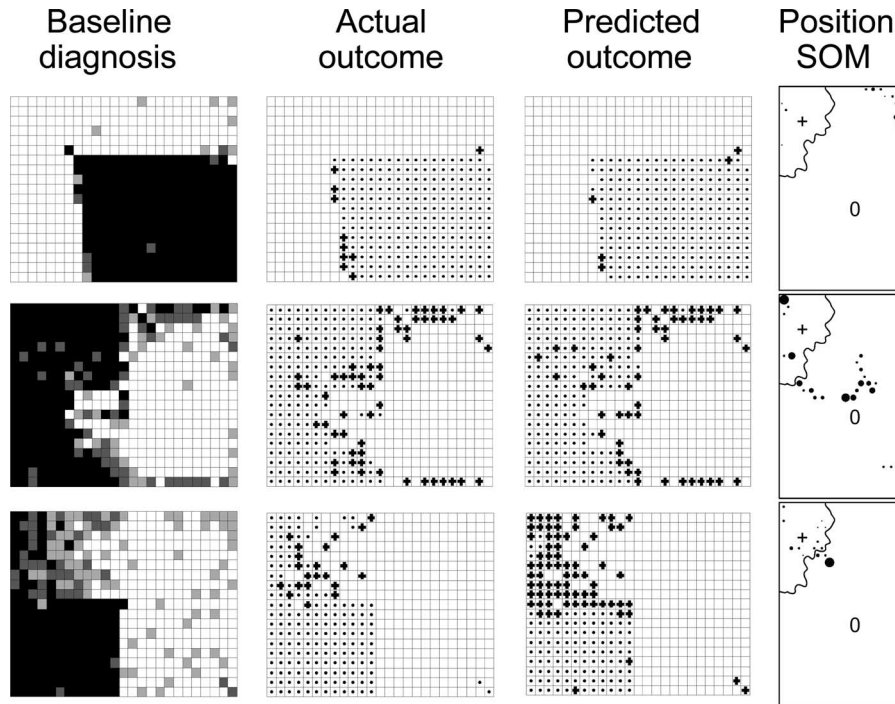 Baseline
diagnosis
Actual
outcome
Predicted
outcome
Position
SOM
+
0
+
0
+
0